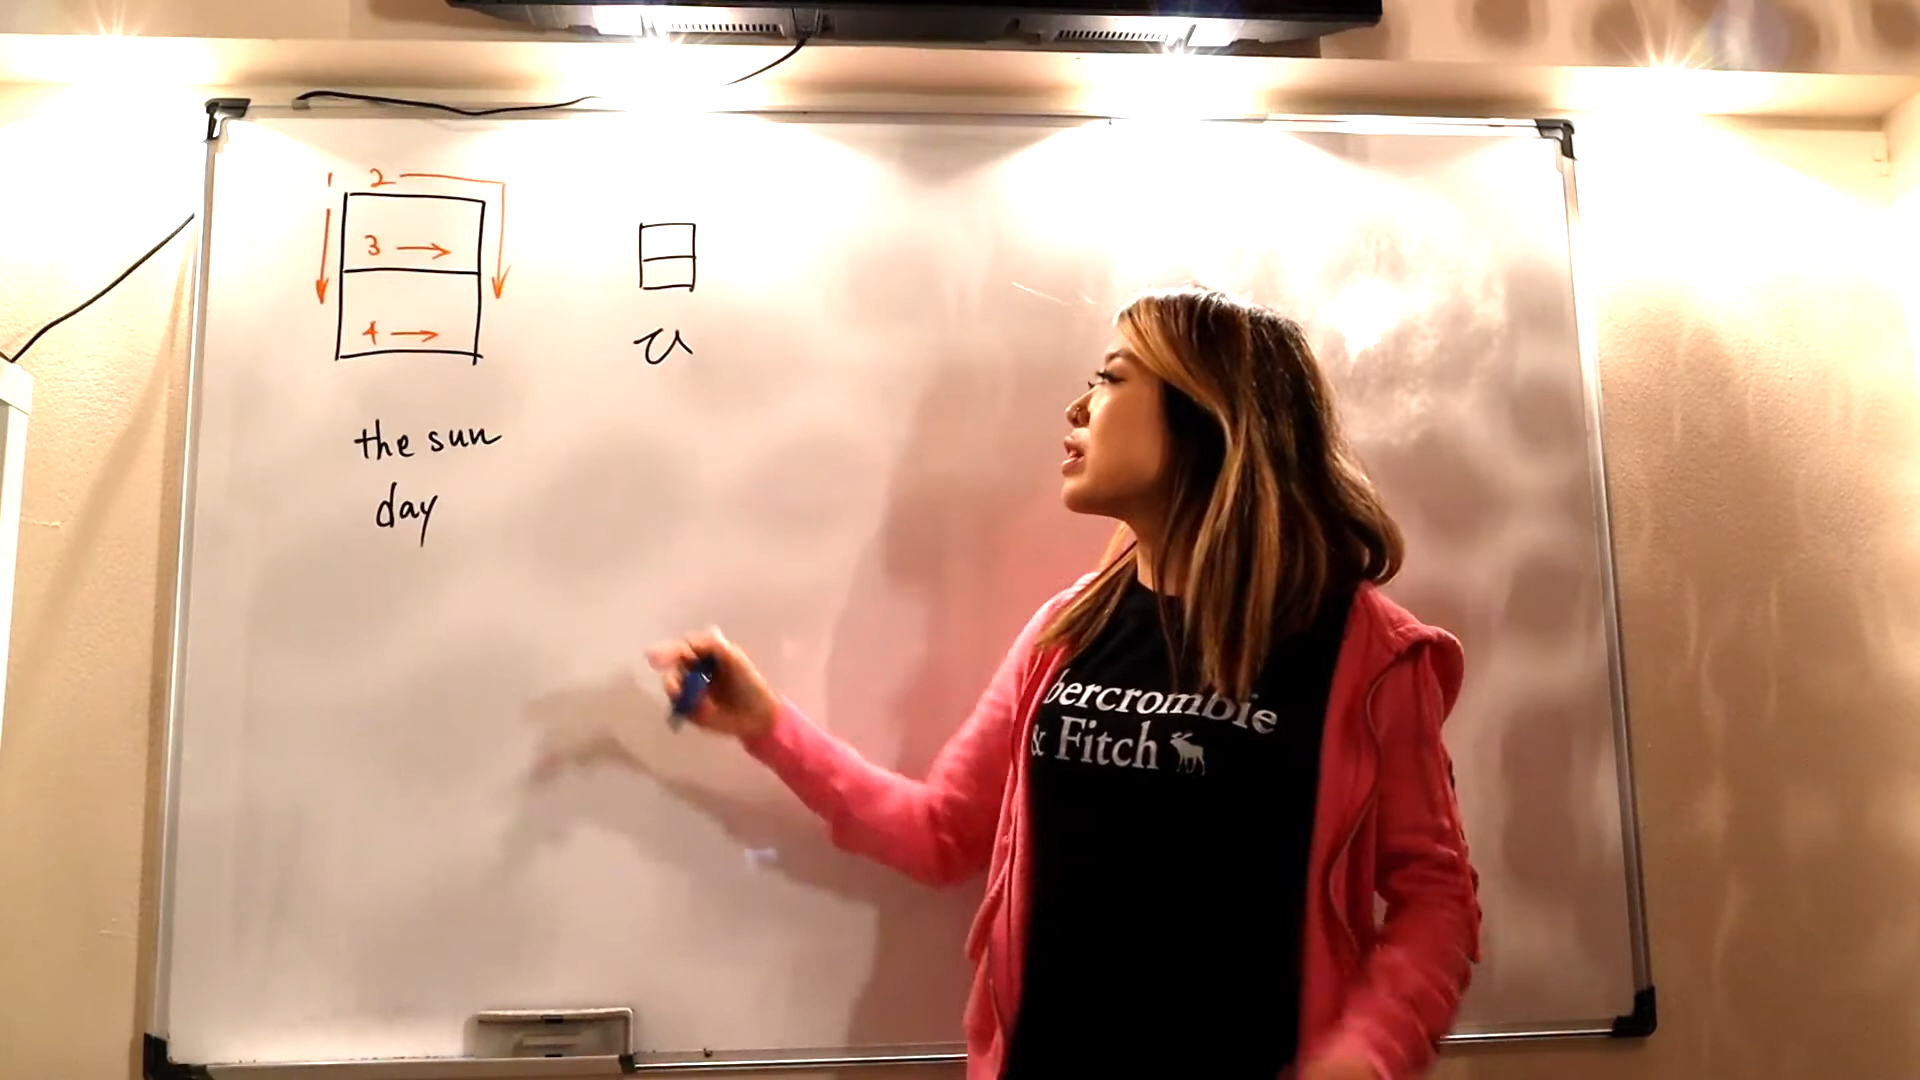 1 2
3
4
the sun
day
日
ひ
bercrombie
& Fitch